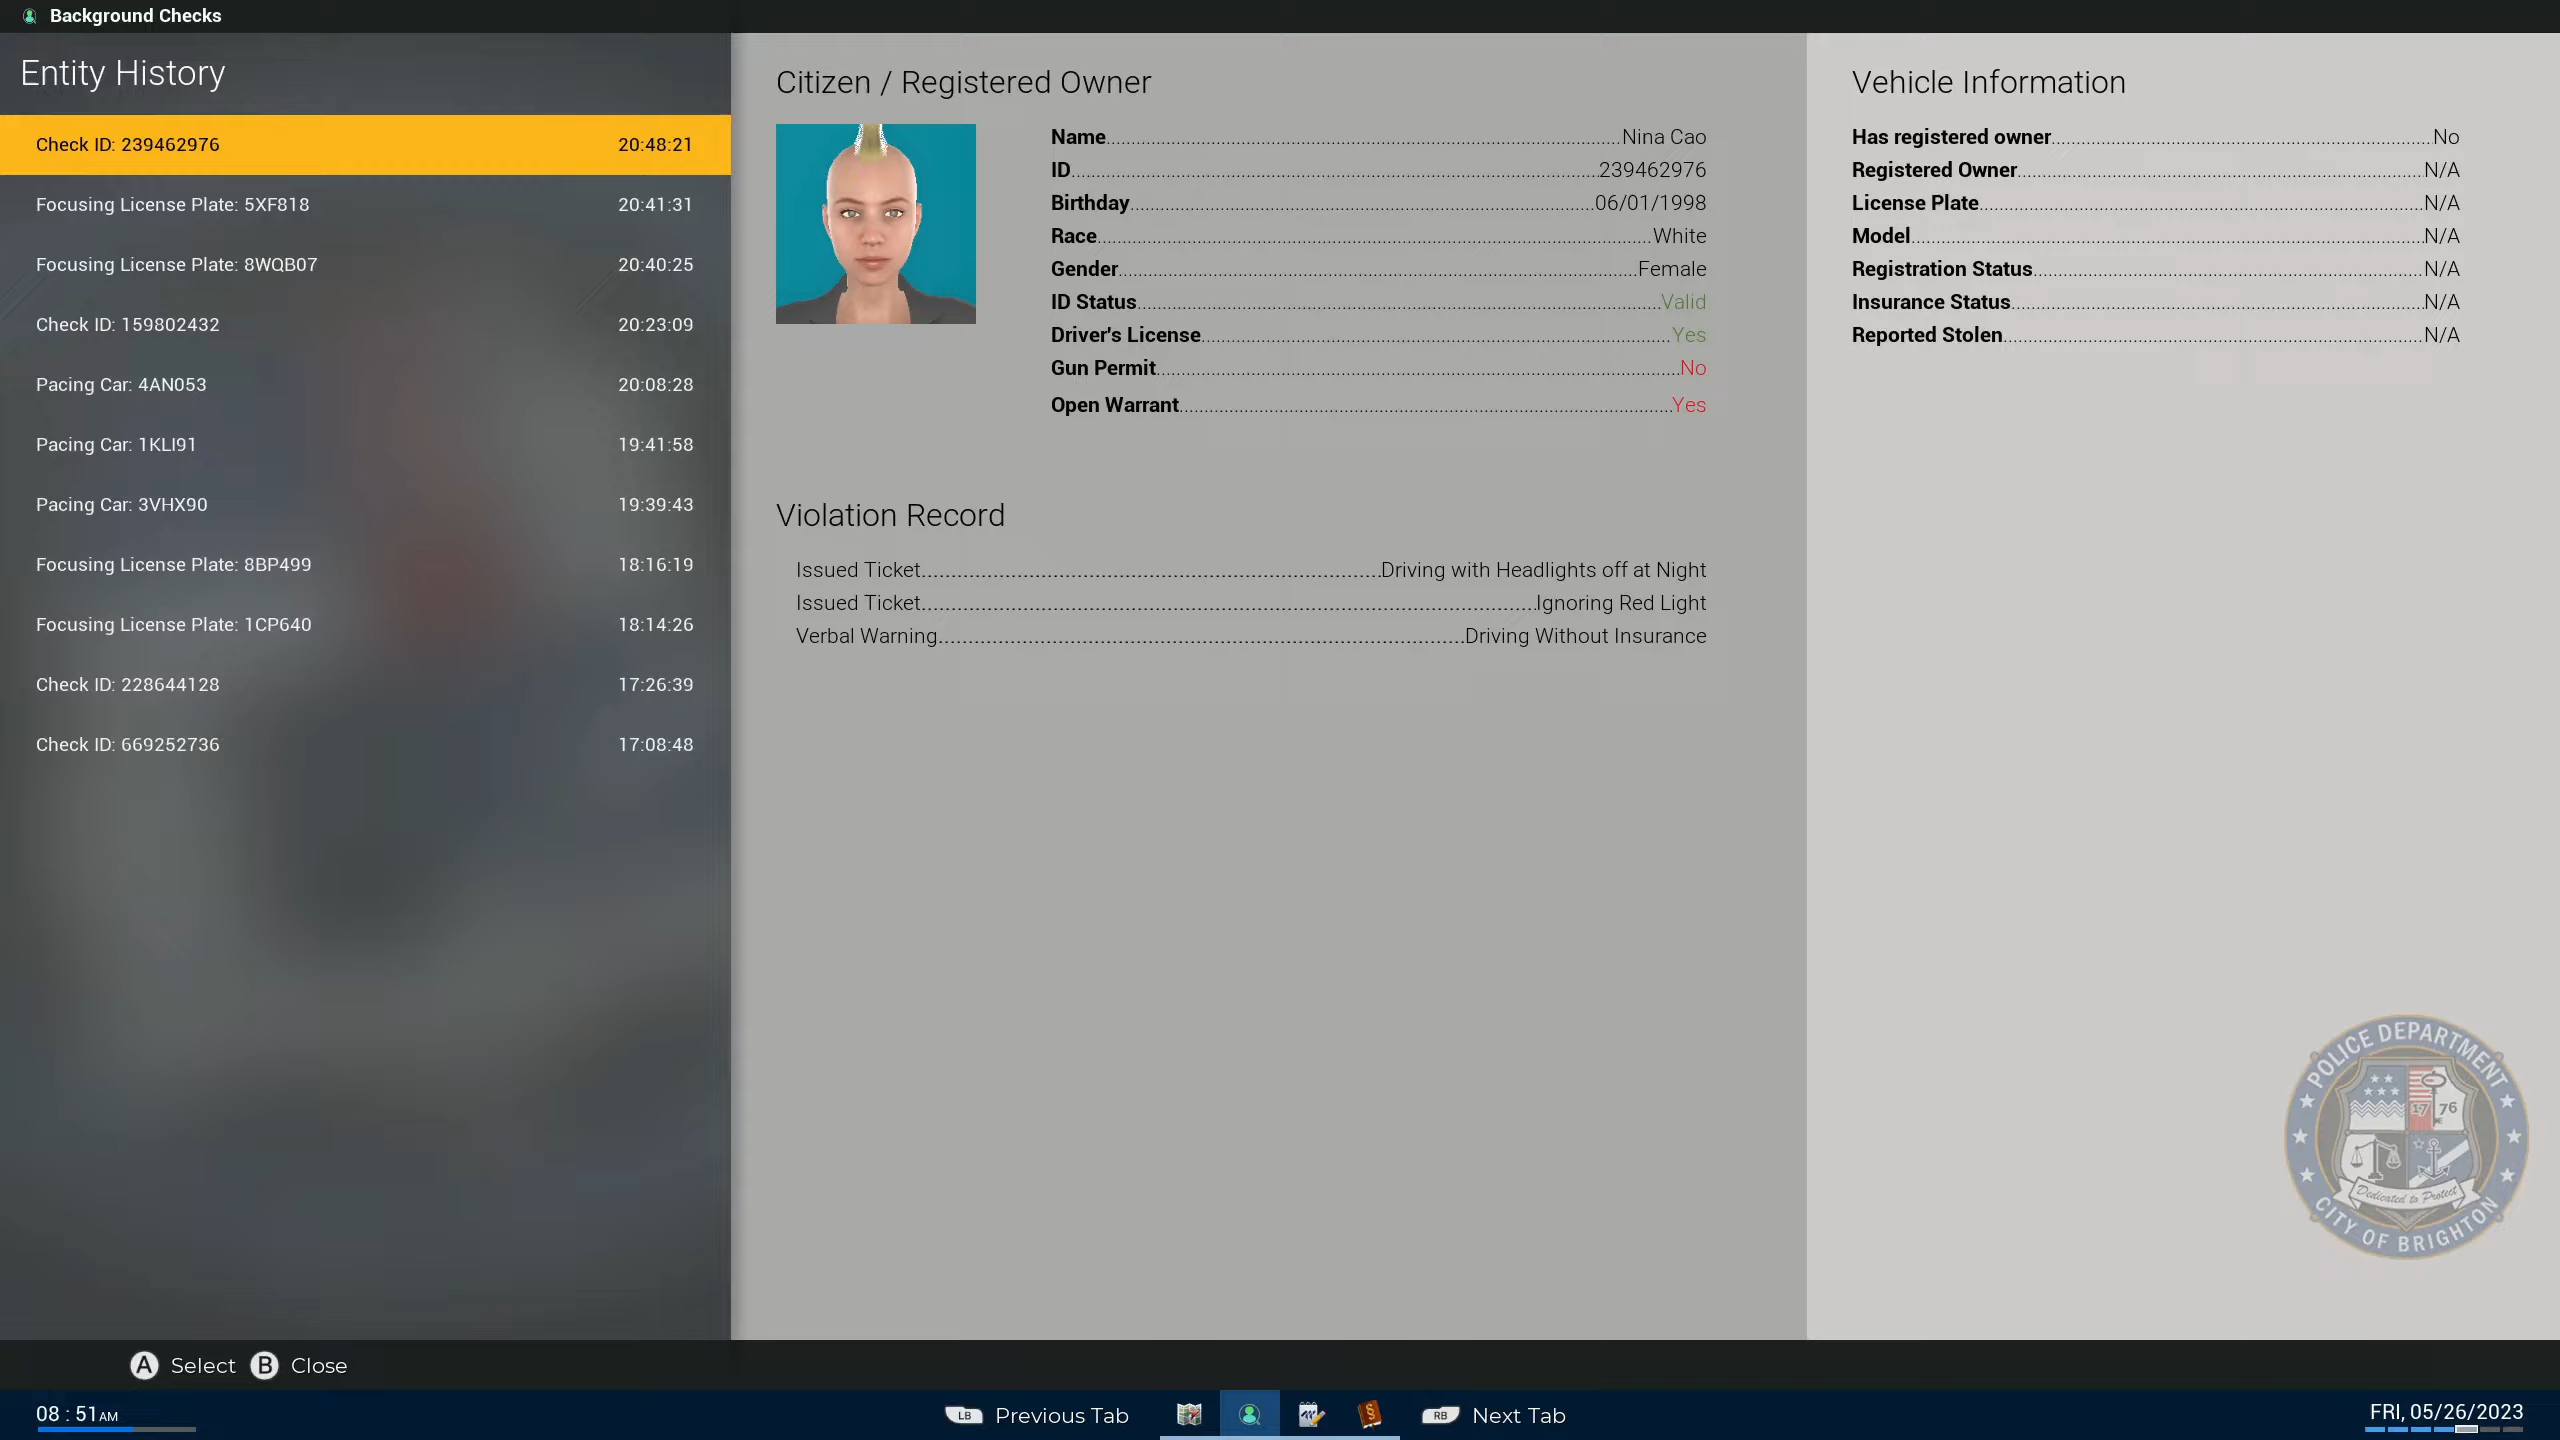 Background Checks
Entity History
Check ID: 239462976 20:48:21
Focusing License Plate: 5XF818 20:41:31
Focusing License Plate: 8WQB07 20:40:25
Check ID: 159802432 20:23:09
Pacing Car: 4AN053 20:08:28
Pacing Car: 1KLI91 19:41:58
Pacing Car: 3VHX90 19:39:43
Focusing License Plate: 8BP499 18:16:19
Focusing License Plate: 1CP640 18:14:26
Check ID: 228644128 17:26:39
Check ID: 669252736 17:08:48
Citizen / Registered Owner
Name Nina Cao
ID 239462976
Birthday 06/01/1998
Race White
Gender Female
ID Status Valid
Driver's License Yes
Gun Permit No
Open Warrant Yes
Violation Record
Issued Ticket Driving with Headlights off at Night
Issued Ticket Ignoring Red Light
Verbal Warning Driving Without Insurance
Vehicle Information
Has registered owner No
Registered Owner N/A
License Plate N/A
Model N/A
Registration Status N/A
Insurance Status N/A
Reported Stolen N/A
POLICE DEPARTMENT
1776
Dedicated to Protect
CITY OF BRIGHTON
A Select B Close
08 : 51 AM
LB Previous Tab RB Next Tab
FRI, 05/26/2023